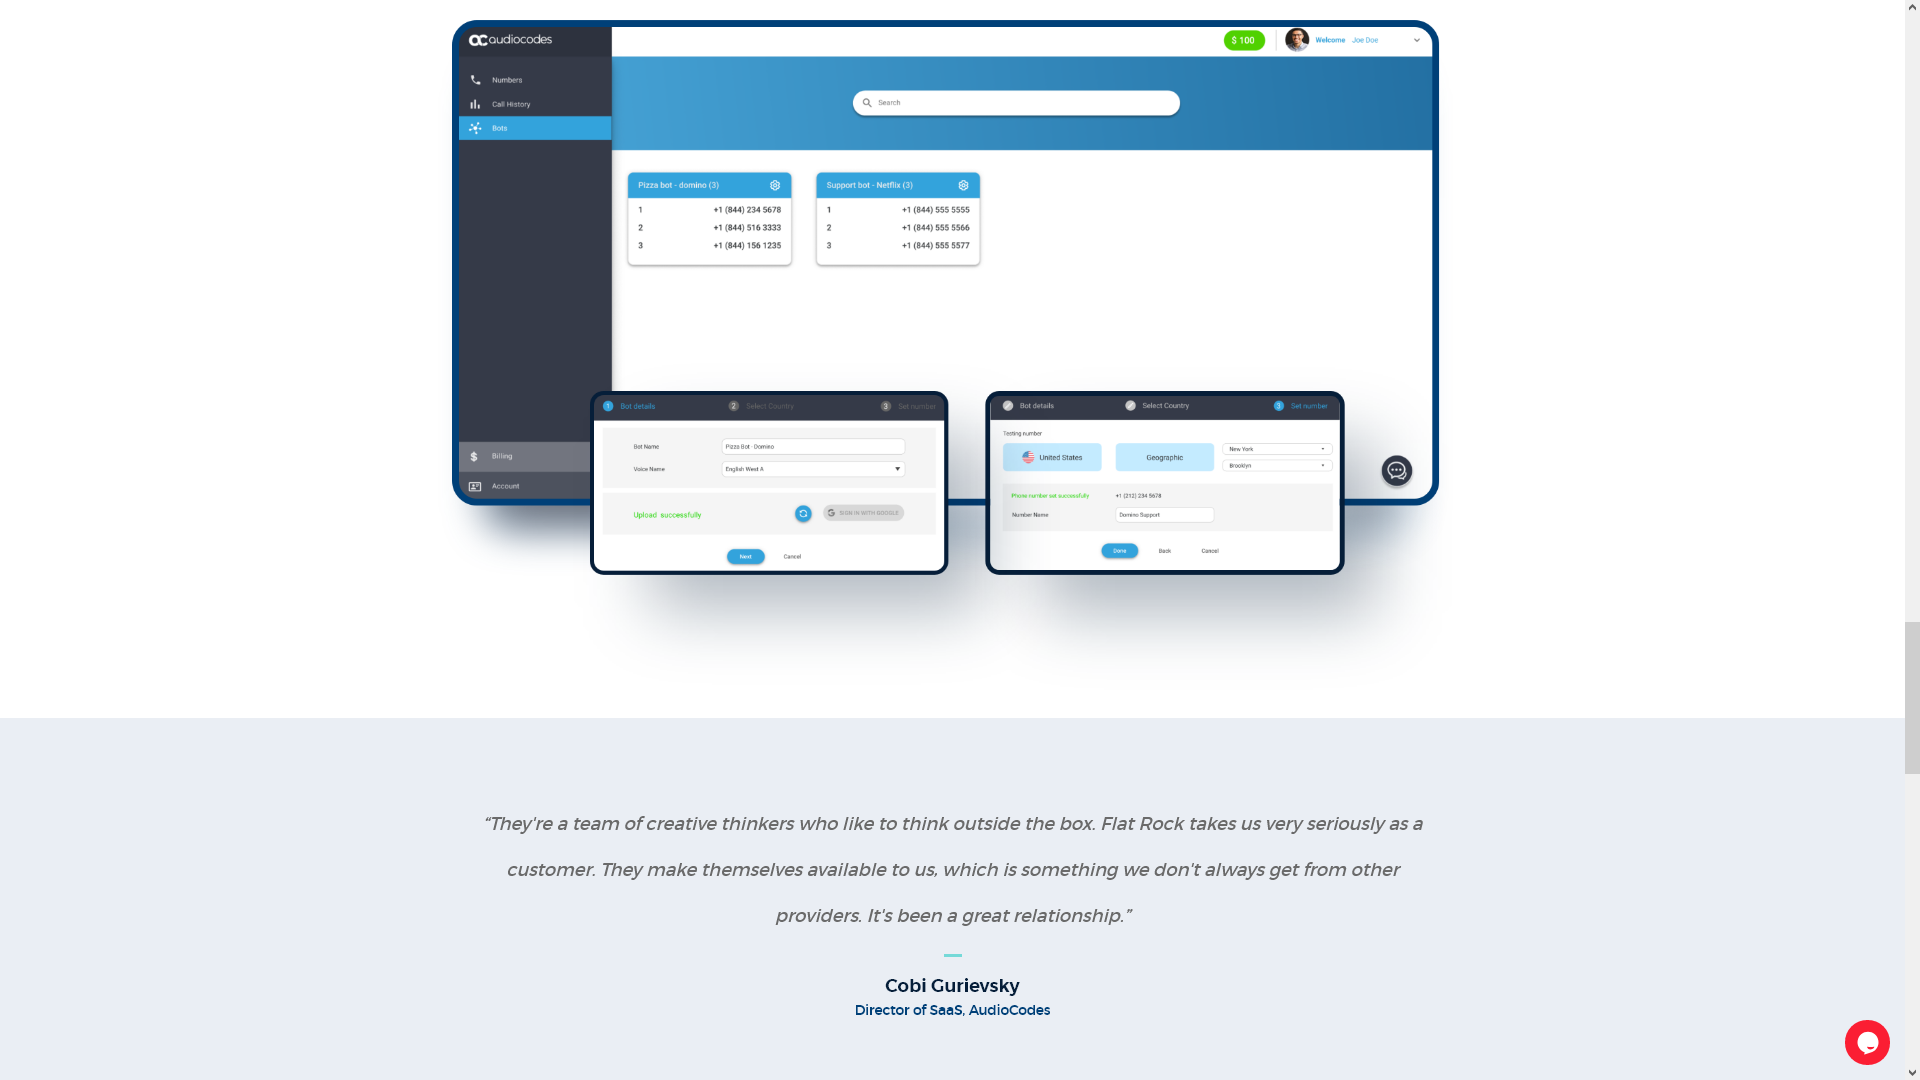 audiocodes
$ 100
Welcome Joe Doe
Numbers
Call History
Bots
Search
Pizza bot - domino (3)
1 +1 (844) 234 5678
2 +1 (844) 516 3333
3 +1 (844) 156 1235
Support bot - Netflix (3)
1 +1 (844) 555 5555
2 +1 (844) 555 5566
3 +1 (844) 555 5577
Billing
Account
1 Bot details 2 Select Country 3 Set number
Bot Name Pizza Bot - Domino
Voice Name English West A
Upload successfully SIGN IN WITH GOOGLE
Next Cancel
Bot details Select Country 3 Set number
Testing number
United States Geographic New York
Brooklyn
Phone number set successfully +1 (212) 234 5678
Number Name Domino Support
Done Back Cancel
“They're a team of creative thinkers who like to think outside the box. Flat Rock takes us very seriously as a
customer. They make themselves available to us, which is something we don't always get from other
providers. It's been a great relationship.”
Cobi Gurievsky
Director of SaaS, AudioCodes